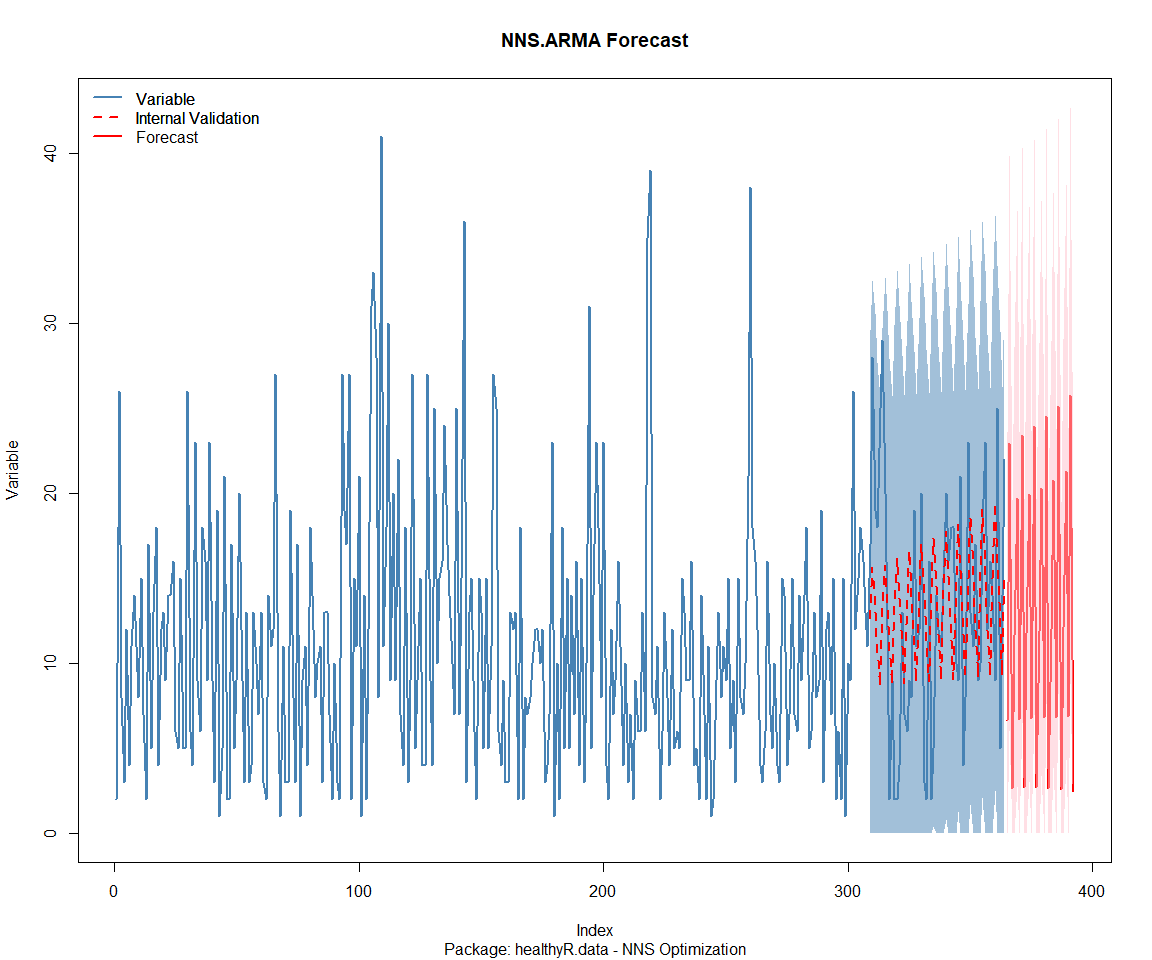 NNS.ARMA Forecast
Variable
Internal Validation
Forecast
Variable
40
30
20
10
0
0 100 200 300 400
Index
Package: healthyR.data - NNS Optimization